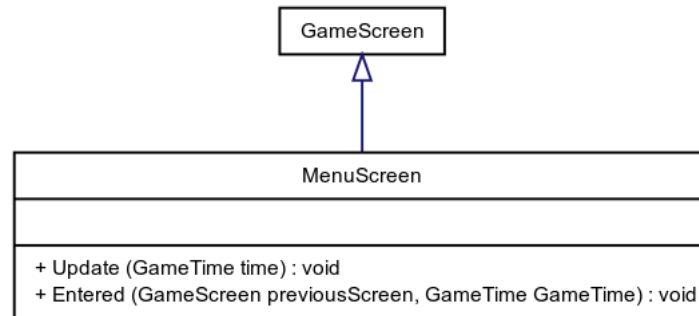 GameScreen
MenuScreen
+ Update (GameTime time) : void
+ Entered (GameScreen previousScreen, GameTime GameTime) : void